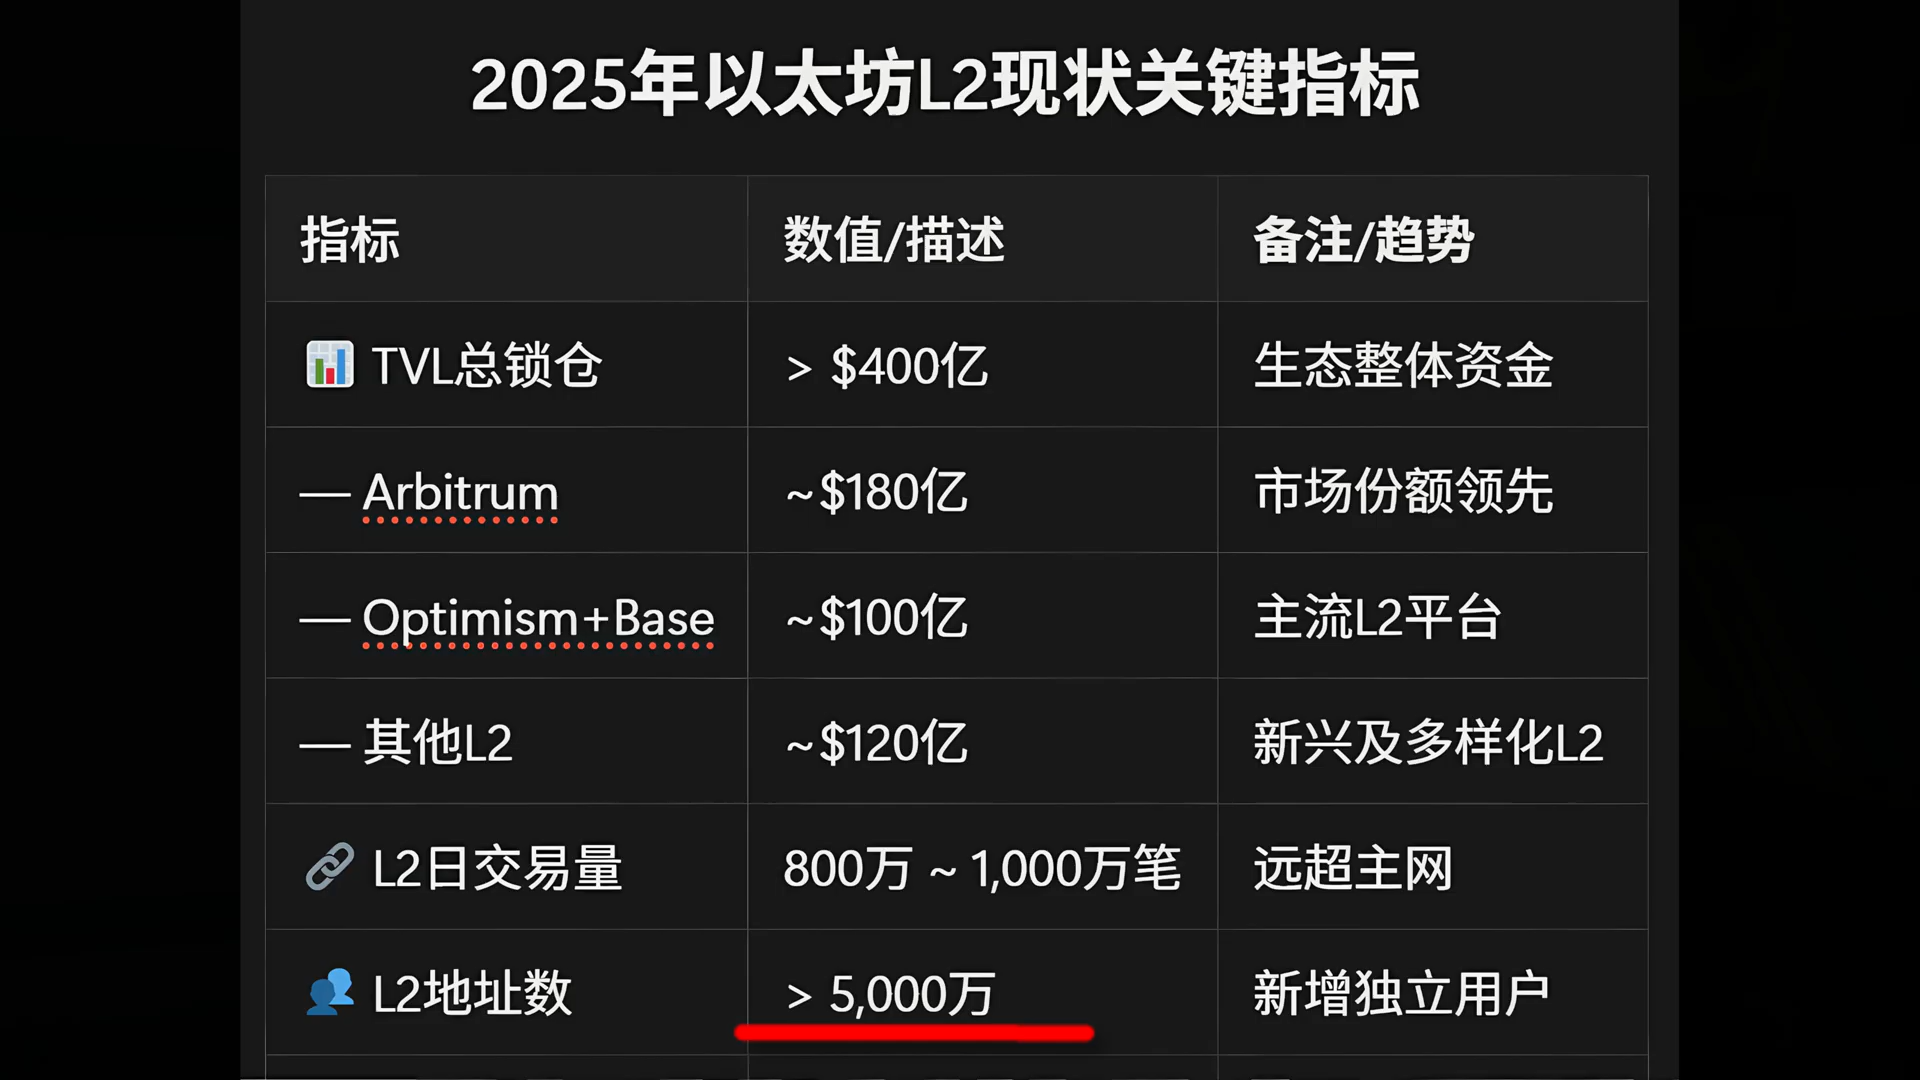 2025年以太坊L2现状关键指标
指标 数值/描述 备注/趋势
TVL总锁仓 > $400亿 生态整体资金
— Arbitrum ~$180亿 市场份额领先
— Optimism+Base ~$100亿 主流L2平台
— 其他L2 ~$120亿 新兴及多样化L2
L2日交易量 800万 ~ 1,000万笔 远超主网
L2地址数 > 5,000万 新增独立用户